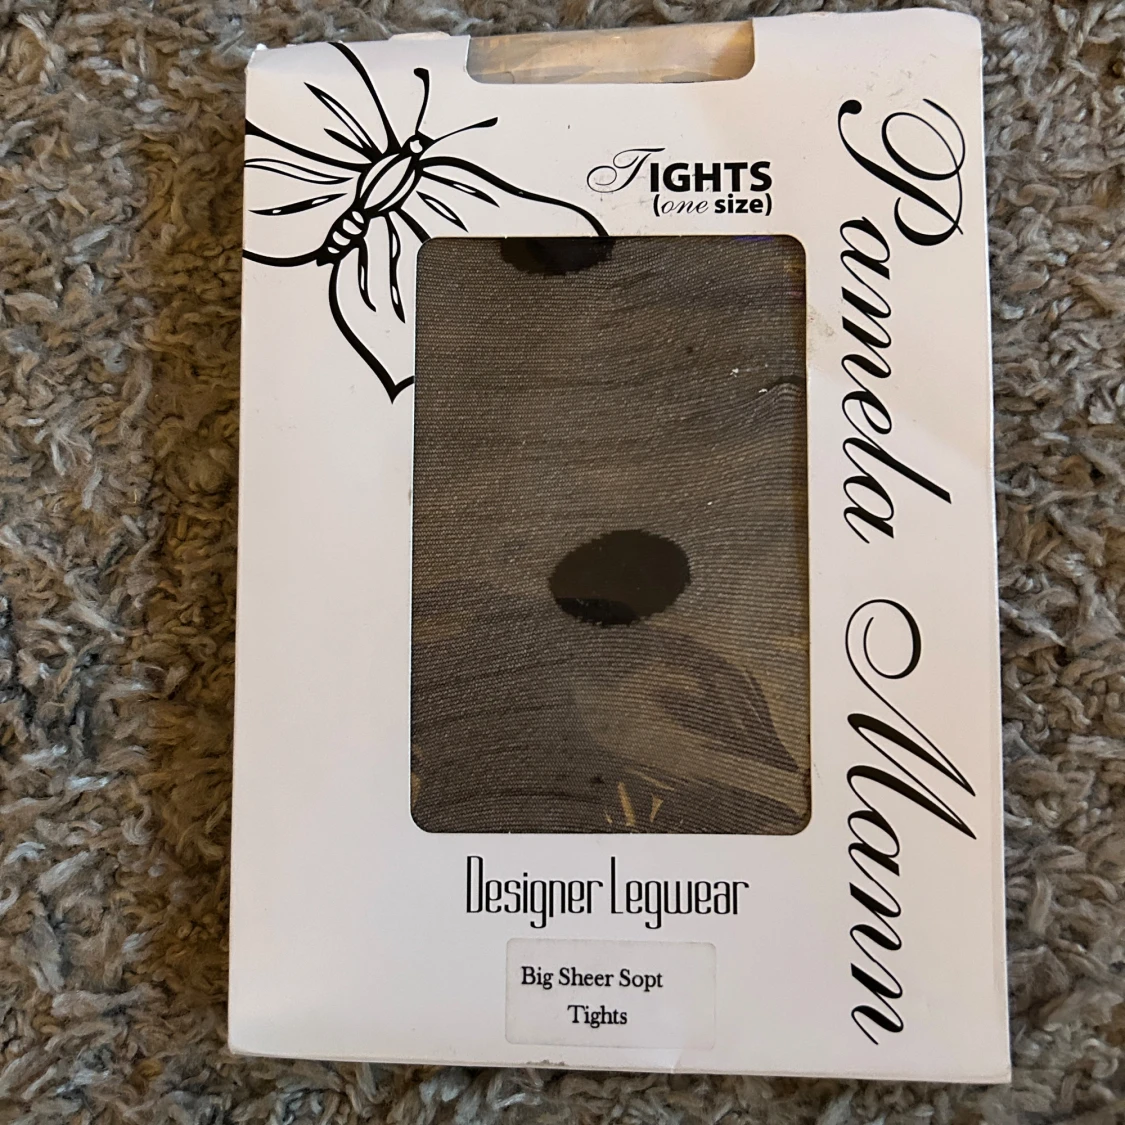 TIGHTS
(one size)
Pamela Mann
Designer Legwear
Big Sheer Sopt
Tights